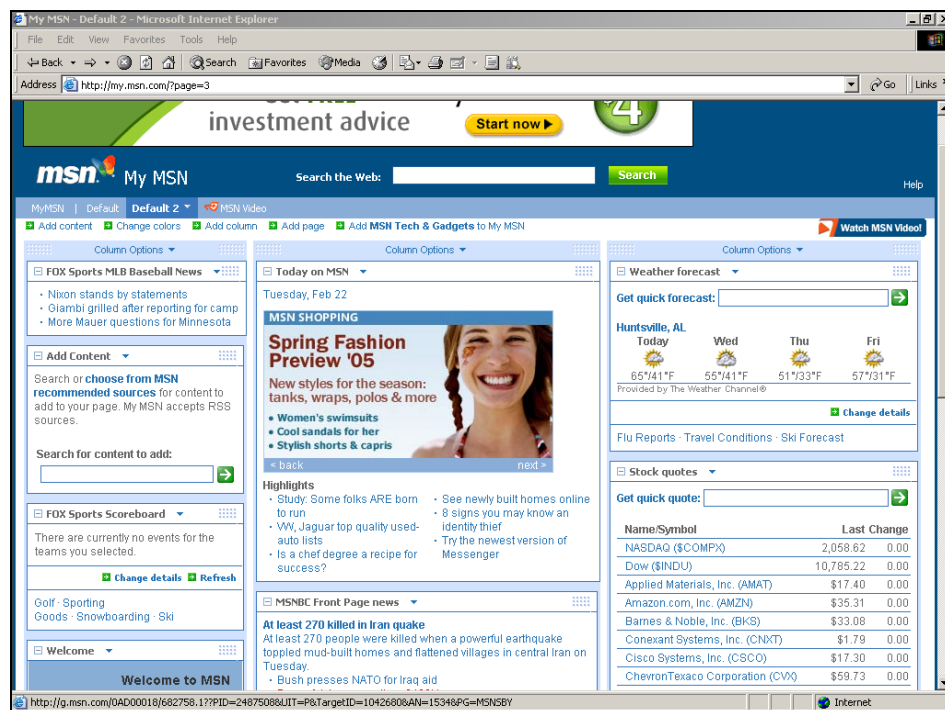 My MSN - Default 2 - Microsoft Internet Explorer
File Edit View Favorites Tools Help
Back Search Favorites Media
Address http://my.msn.com/?page=3 Go Links
investment advice Start now $4
msn My MSN Search the Web: Search Help
MyMSN | Default Default 2 MSN Video
Add content Change colors Add column Add page Add MSN Tech & Gadgets to My MSN Watch MSN Video!
Column Options
FOX Sports MLB Baseball News
· Nixon stands by statements
· Giambi grilled after reporting for camp
· More Mauer questions for Minnesota
Add Content
Search or choose from MSN
recommended sources for content to
add to your page. My MSN accepts RSS
sources.
Search for content to add:
FOX Sports Scoreboard
There are currently no events for the
teams you selected.
Change details Refresh
Golf · Sporting
Goods · Snowboarding · Ski
Welcome
Welcome to MSN
Column Options
Today on MSN
Tuesday, Feb 22
MSN SHOPPING
Spring Fashion
Preview '05
New styles for the season:
tanks, wraps, polos & more
• Women's swimsuits
• Cool sandals for her
• Stylish shorts & capris
< back next >
Highlights
· Study: Some folks ARE born
to run
· VW, Jaguar top quality used-
auto lists
· Is a chef degree a recipe for
success?
· See newly built homes online
· 8 signs you may know an
identity thief
· Try the newest version of
Messenger
MSNBC Front Page news
At least 270 killed in Iran quake
At least 270 people were killed when a powerful earthquake
toppled mud-built homes and flattened villages in central Iran on
Tuesday.
· Bush presses NATO for Iraq aid
Column Options
Weather forecast
Get quick forecast:
Huntsville, AL
Today Wed Thu Fri
65°/41°F 55°/41°F 51°/33°F 57°/31°F
Provided by The Weather Channel®
Change details
Flu Reports · Travel Conditions · Ski Forecast
Stock quotes
Get quick quote:
Name/Symbol Last Change
NASDAQ ($COMPX) 2,058.62 0.00
Dow ($INDU) 10,785.22 0.00
Applied Materials, Inc. (AMAT) $17.40 0.00
Amazon.com, Inc. (AMZN) $35.31 0.00
Barnes & Noble, Inc. (BKS) $33.08 0.00
Conexant Systems, Inc. (CNXT) $1.79 0.00
Cisco Systems, Inc. (CSCO) $17.30 0.00
ChevronTexaco Corporation (CVX) $59.73 0.00
http://g.msn.com/0AD00018/682758.1??PID=2487508&UIT=P&TargetID=1042680&AN=15348&PG=MSNSBY Internet